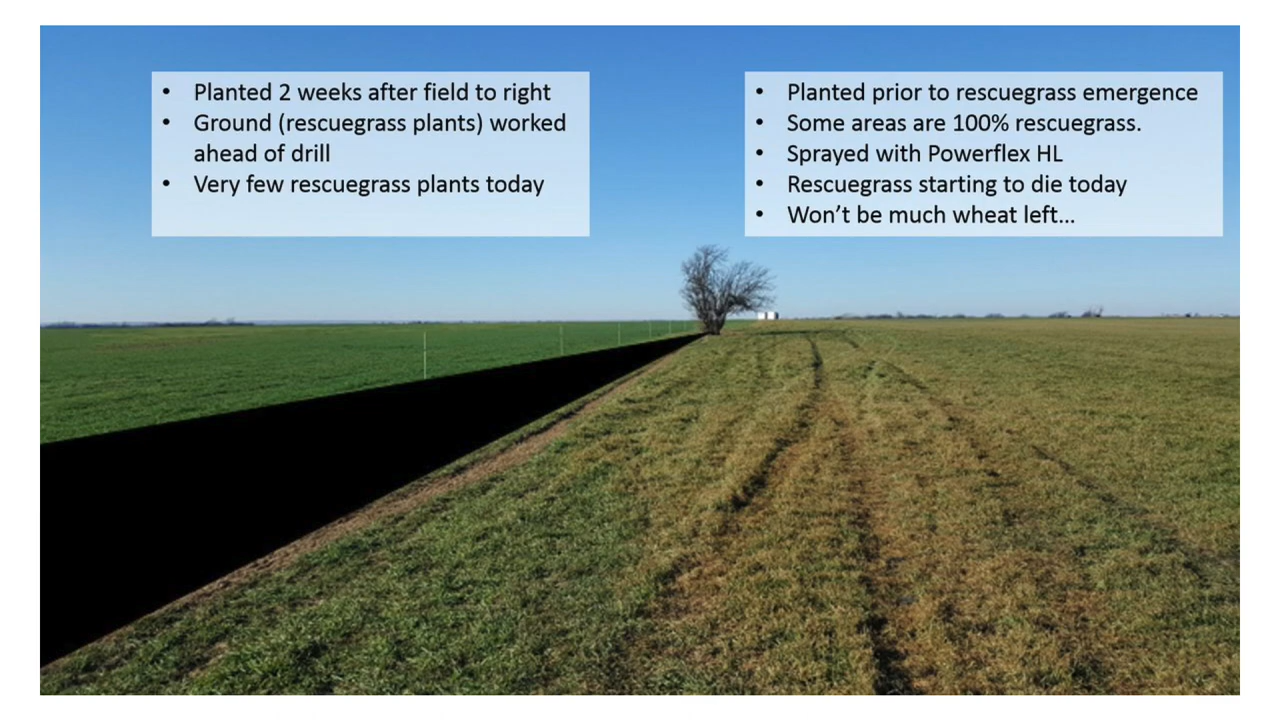 • Planted 2 weeks after field to right
• Ground (rescuegrass plants) worked
ahead of drill
• Very few rescuegrass plants today
• Planted prior to rescuegrass emergence
• Some areas are 100% rescuegrass.
• Sprayed with Powerflex HL
• Rescuegrass starting to die today
• Won’t be much wheat left…